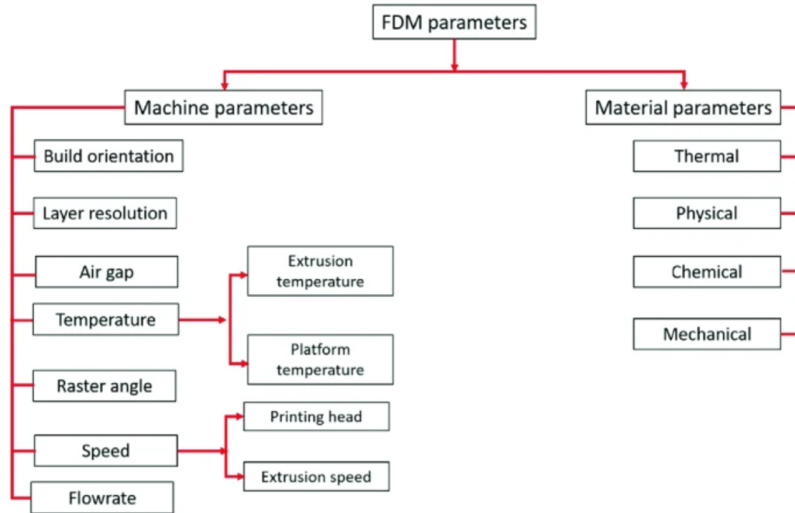 FDM parameters
Machine parameters
Material parameters
Build orientation
Layer resolution
Air gap
Temperature
Raster angle
Speed
Flowrate
Extrusion
temperature
Platform
temperature
Printing head
Extrusion speed
Thermal
Physical
Chemical
Mechanical